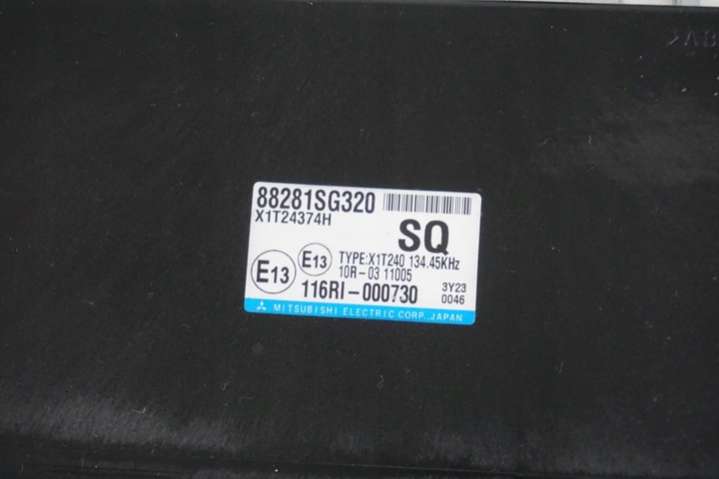 88281SG320
X1T24374H
SQ
E13
E13
TYPE:X1T240 134.45KHz
10R-03 11005
116RI-000730
3Y23
0046
MITSUBISHI ELECTRIC CORP.,JAPAN